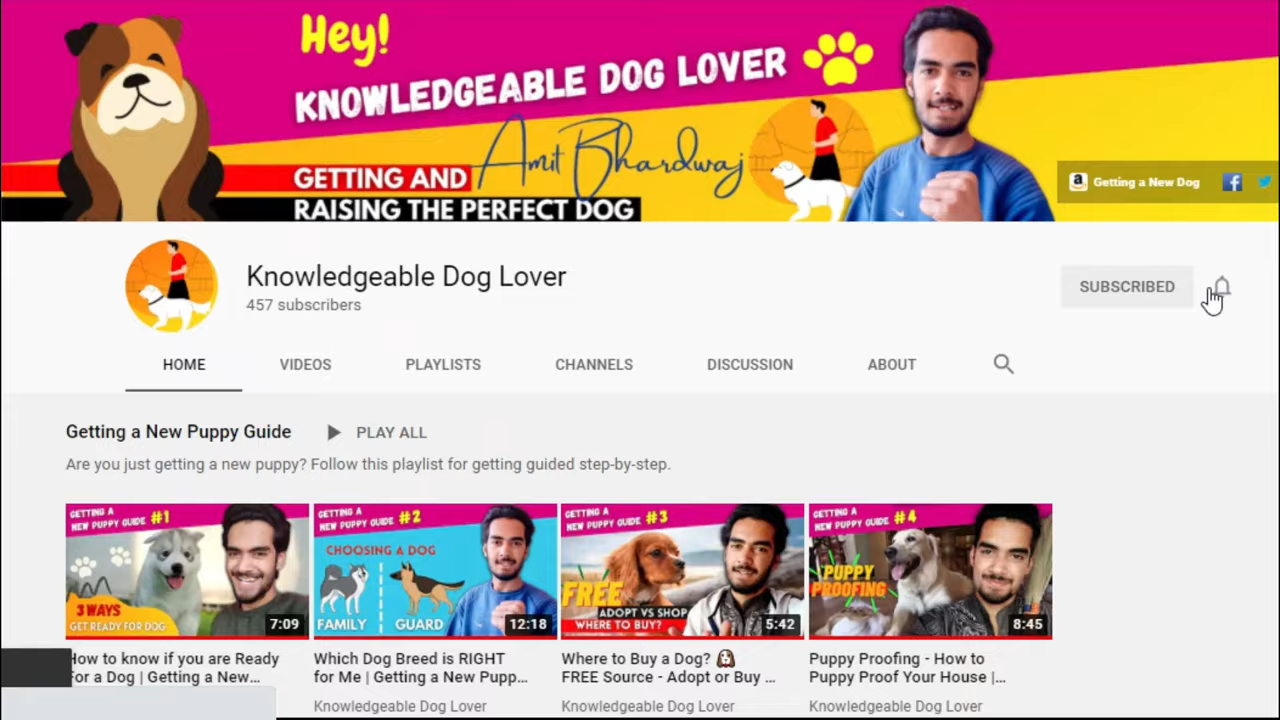 Hey!
KNOWLEDGEABLE DOG LOVER
Amit Bhardwaj
GETTING AND
RAISING THE PERFECT DOG
a Getting a New Dog f
Knowledgeable Dog Lover
457 subscribers
SUBSCRIBED
HOME VIDEOS PLAYLISTS CHANNELS DISCUSSION ABOUT
Getting a New Puppy Guide PLAY ALL
Are you just getting a new puppy? Follow this playlist for getting guided step-by-step.
GETTING A
NEW PUPPY GUIDE #1
3 WAYS
GET READY FOR DOG
7:09
GETTING A
NEW PUPPY GUIDE #2
CHOOSING A DOG
FAMILY GUARD
12:18
GETTING A
NEW PUPPY GUIDE #3
FREE
ADOPT VS SHOP
WHERE TO BUY?
5:42
GETTING A
NEW PUPPY GUIDE #4
PUPPY
PROOFING
8:45
How to know if you are Ready
For a Dog | Getting a New...
Which Dog Breed is RIGHT
for Me | Getting a New Pupp...
Knowledgeable Dog Lover
Where to Buy a Dog?
FREE Source - Adopt or Buy ...
Knowledgeable Dog Lover
Puppy Proofing - How to
Puppy Proof Your House |...
Knowledgeable Dog Lover